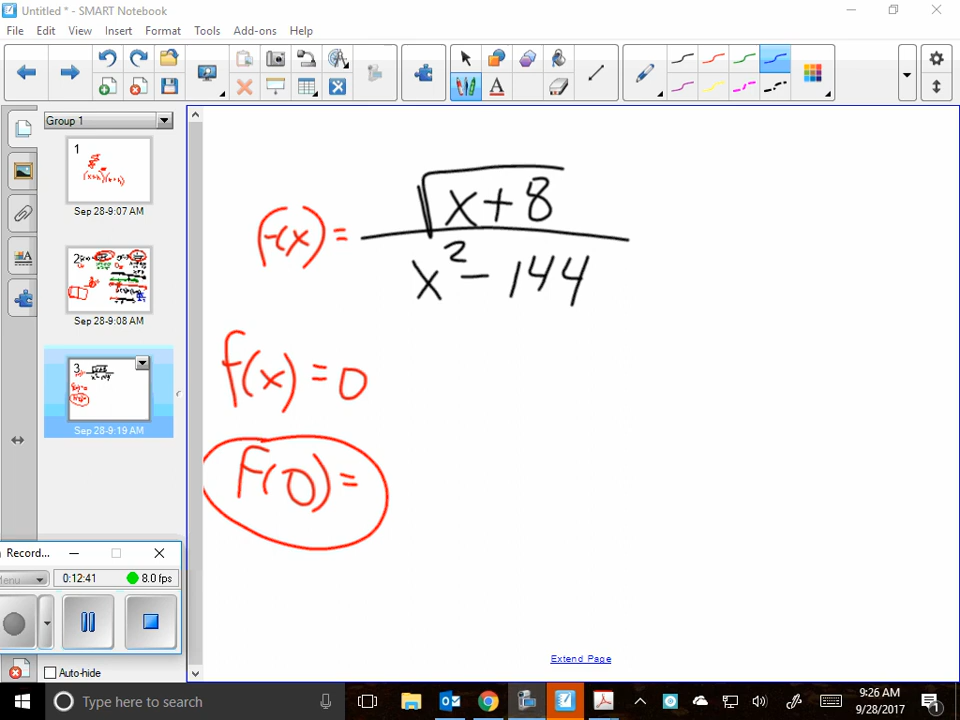 Untitled * - SMART Notebook
File Edit View Insert Format Tools Add-ons Help
A
Group 1
1
Sep 28-9:07 AM
2
Sep 28-9:08 AM
3
Sep 28-9:19 AM
f(x) = √x+8
x² - 144
f(x) = 0
F(0) =
Extend Page
Record...
Menu
0:12:41 8.0 fps
Auto-hide
Type here to search
9:26 AM
9/28/2017
1